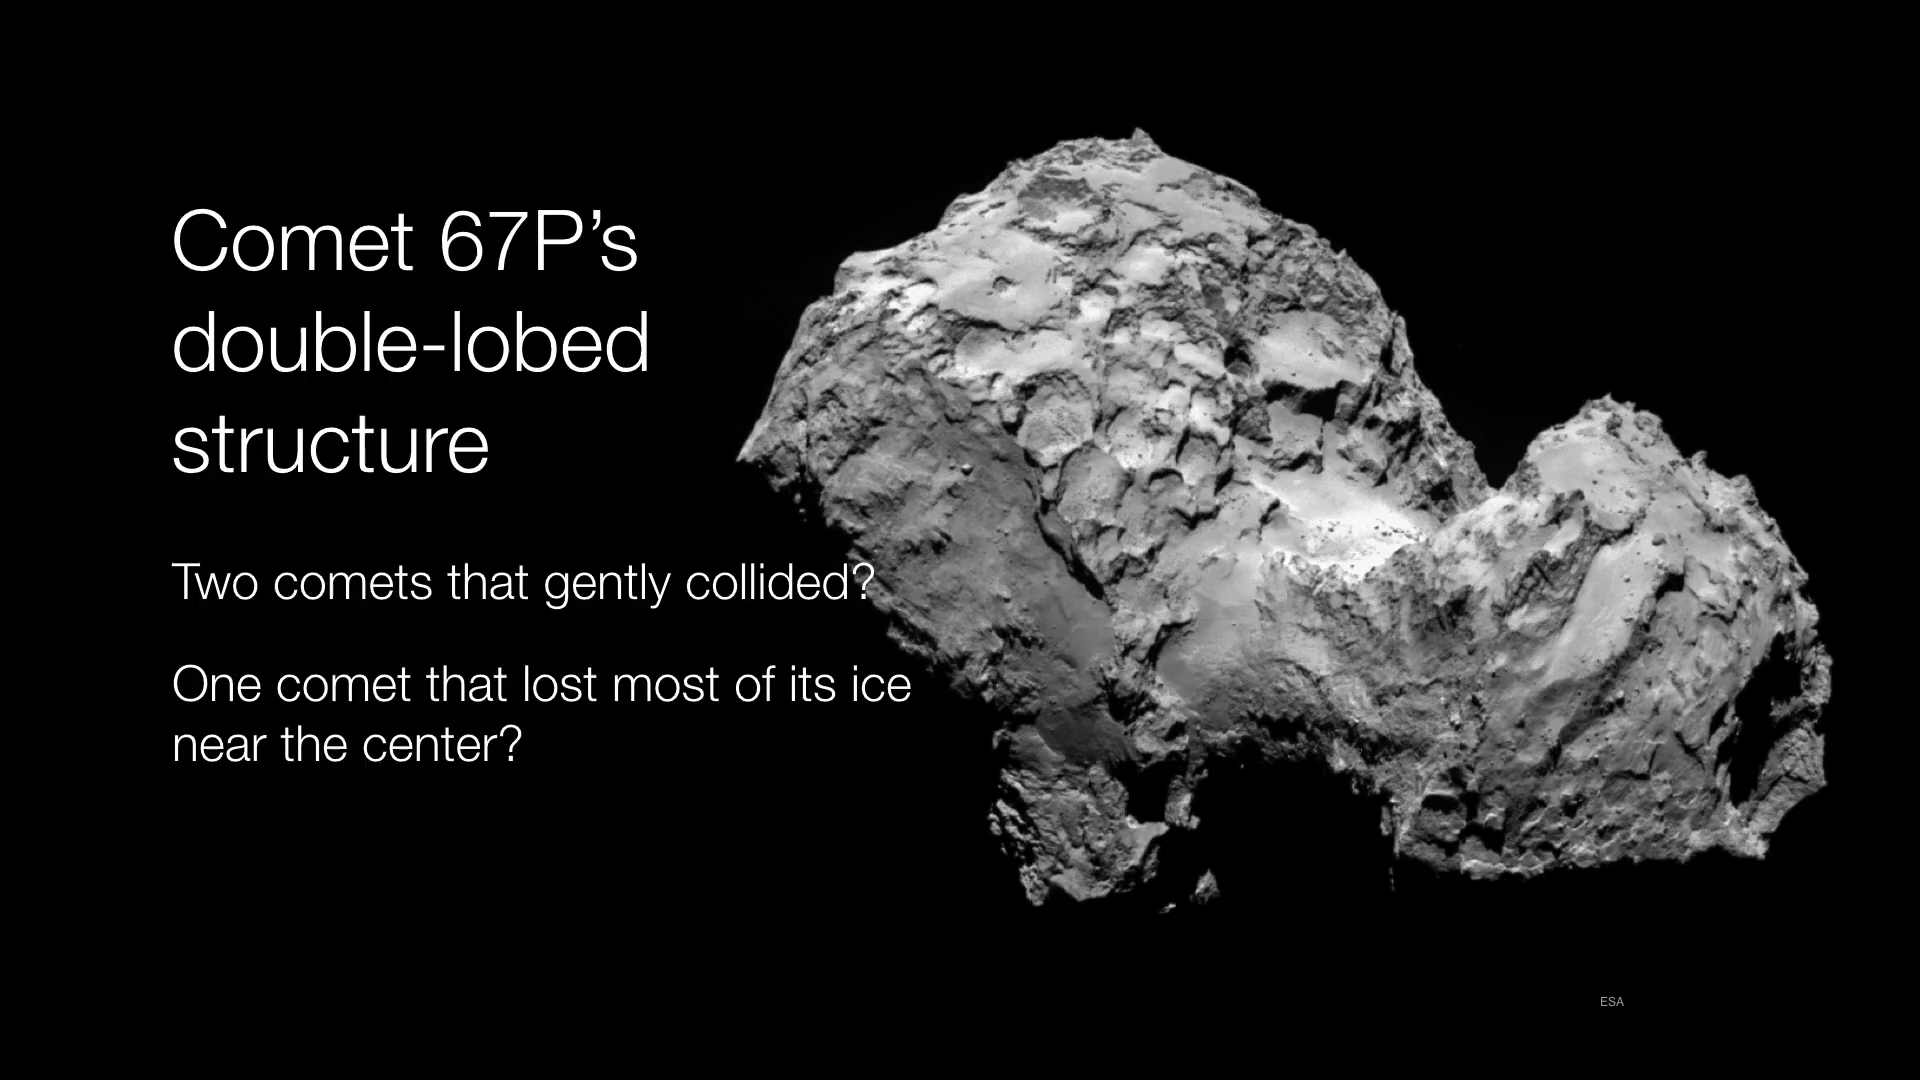 Comet 67P’s
double-lobed
structure
Two comets that gently collided?
One comet that lost most of its ice
near the center?
ESA